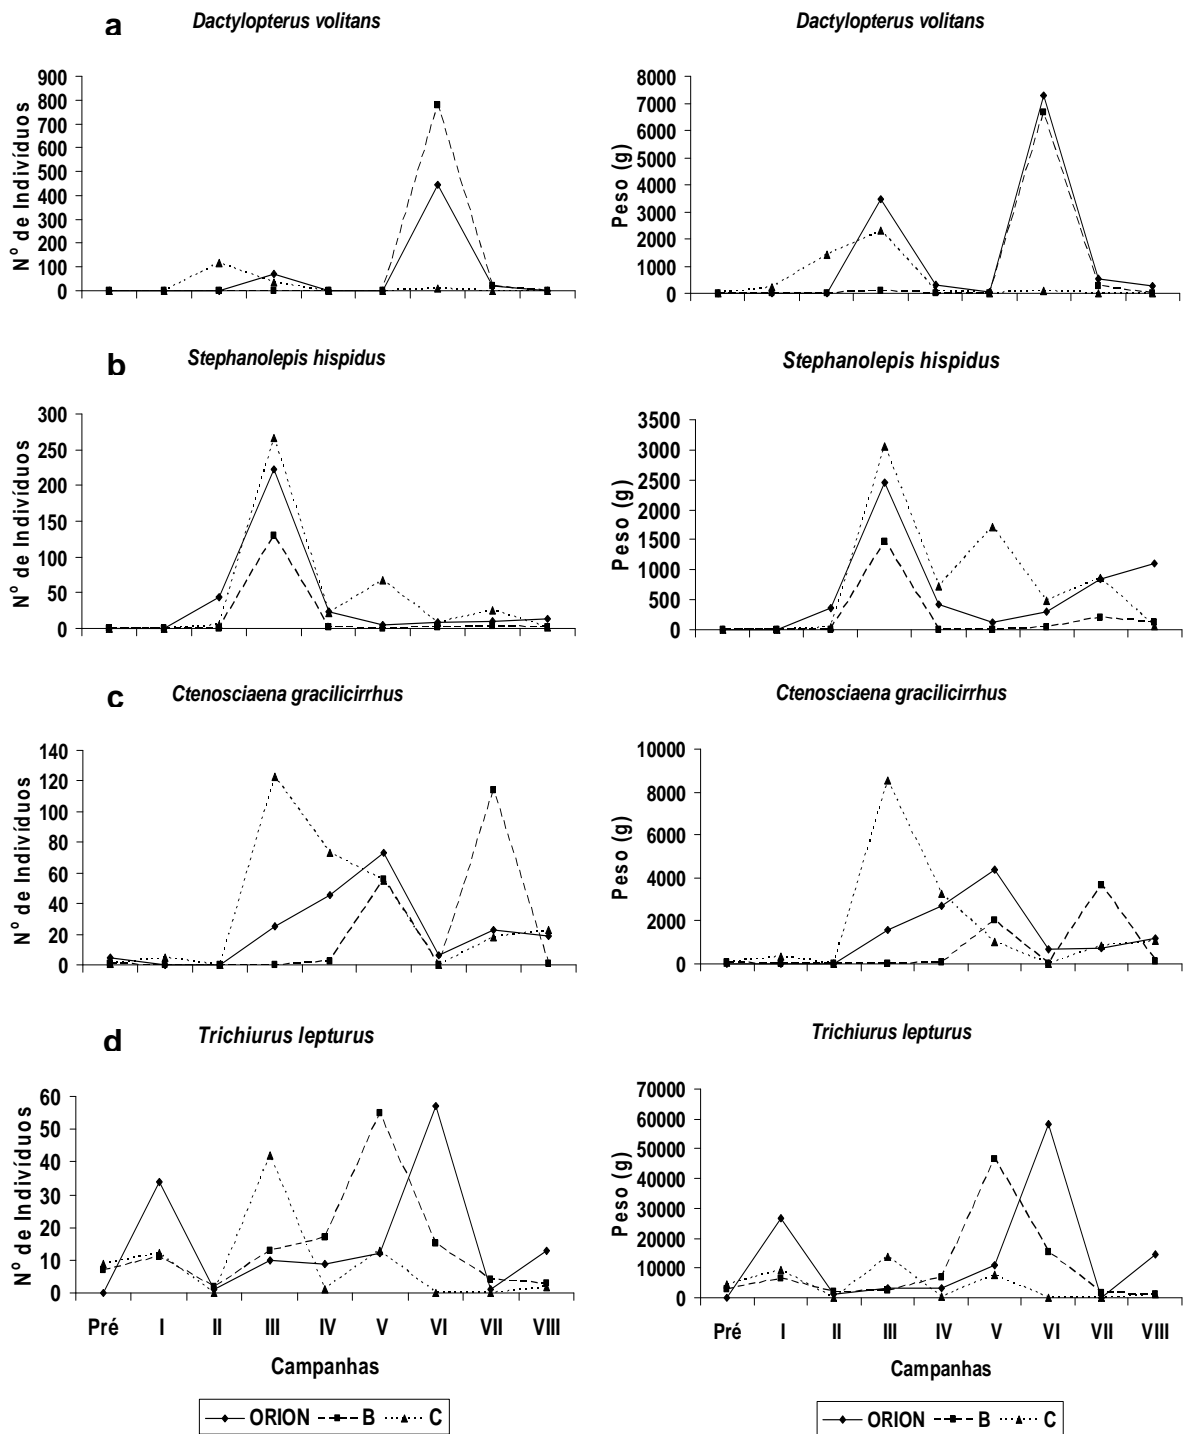 a
Dactylopterus volitans
Dactylopterus volitans
N° de Indivíduos
900
800
700
600
500
400
300
200
100
0
Peso (g)
8000
7000
6000
5000
4000
3000
2000
1000
0
b
Stephanolepis hispidus
Stephanolepis hispidus
N° de Indivíduos
300
250
200
150
100
50
0
Peso (g)
3500
3000
2500
2000
1500
1000
500
0
c
Ctenosciaena gracilicirrhus
Ctenosciaena gracilicirrhus
N° de Indivíduos
140
120
100
80
60
40
20
0
Peso (g)
10000
8000
6000
4000
2000
0
d
Trichiurus lepturus
Trichiurus lepturus
N° de Indivíduos
60
50
40
30
20
10
0
Pré I II III IV V VI VII VIII
Campanhas
ORION B C
Peso (g)
70000
60000
50000
40000
30000
20000
10000
0
Pré I II III IV V VI VII VIII
Campanhas
ORION B C